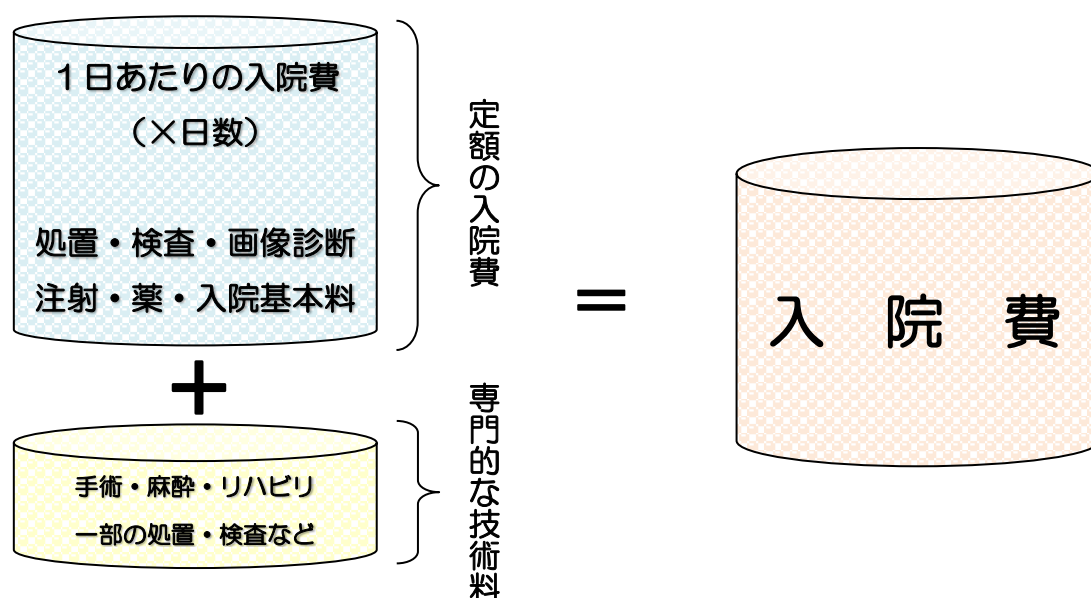 １日あたりの入院費
（×日数）
処置・検査・画像診断
注射・薬・入院基本料
定額の入院費
＋
手術・麻酔・リハビリ
一部の処置・検査など
専門的な技術料
＝
入　院　費